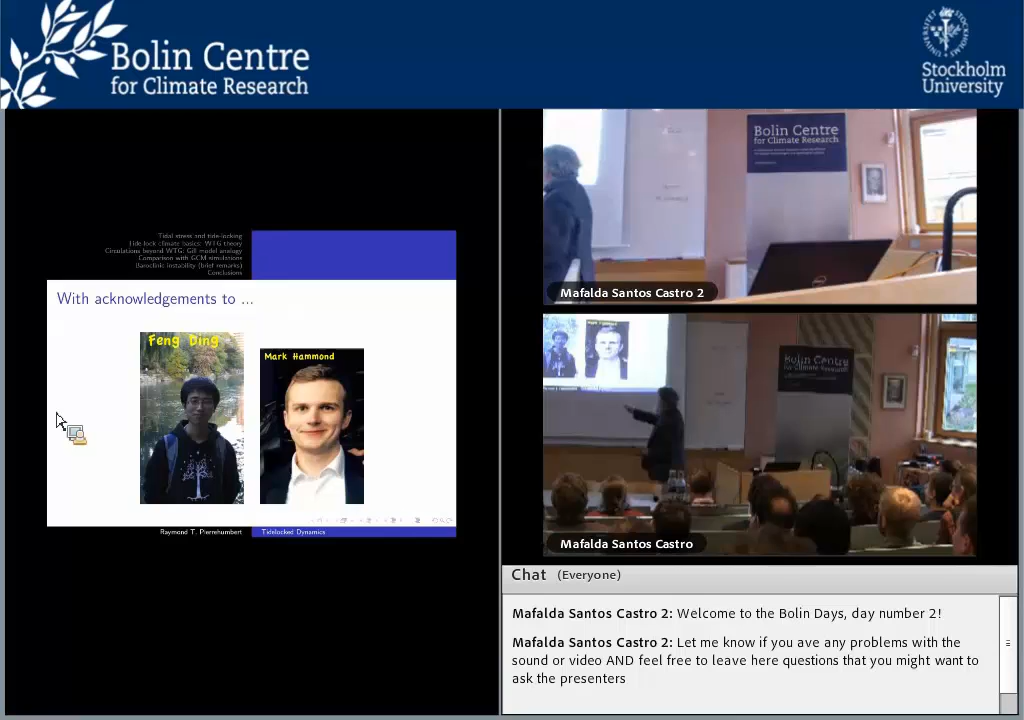 Bolin Centre
for Climate Research
Stockholm
University
Tidal stress and tide-locking
Tide-lock climate basics: WTG theory
Circulations beyond WTG: Gill model analogy
Comparison with GCM simulations
Baroclinic instability (brief remarks)
Conclusions
With acknowledgements to ...
Feng Ding
Mark Hammond
Raymond T. Pierrehumbert
Tidelocked Dynamics
Bolin Centre
for Climate Research
Mafalda Santos Castro 2
Mark Hammond
Bolin Centre
for Climate Research
Mafalda Santos Castro
Chat (Everyone)
Mafalda Santos Castro 2: Welcome to the Bolin Days, day number 2!
Mafalda Santos Castro 2: Let me know if you ave any problems with the
sound or video AND feel free to leave here questions that you might want to
ask the presenters